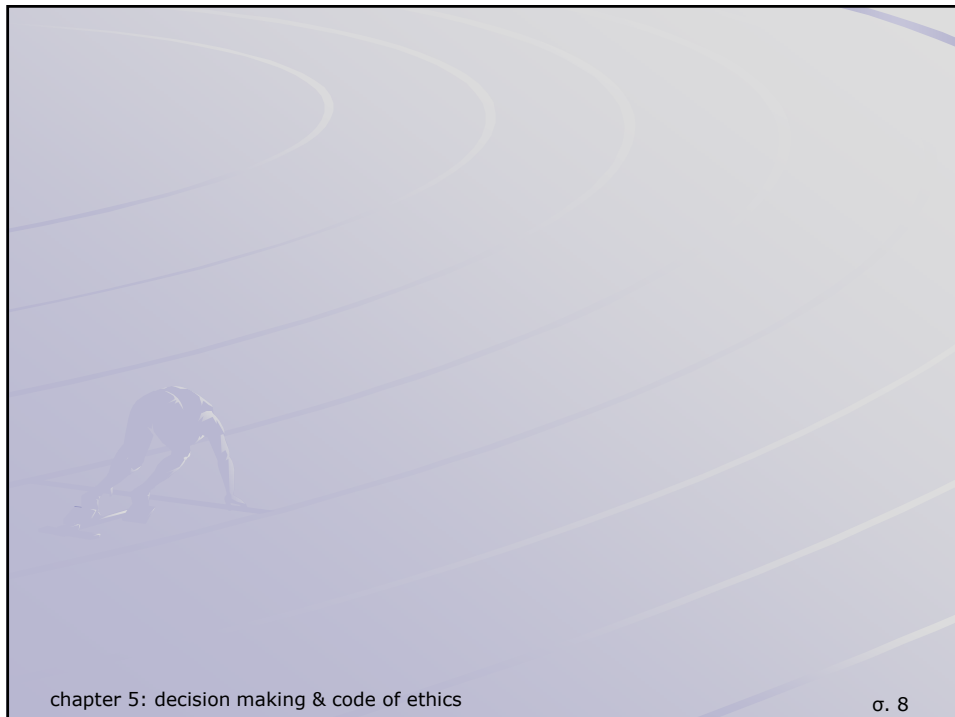 chapter 5: decision making & code of ethics
σ. 8